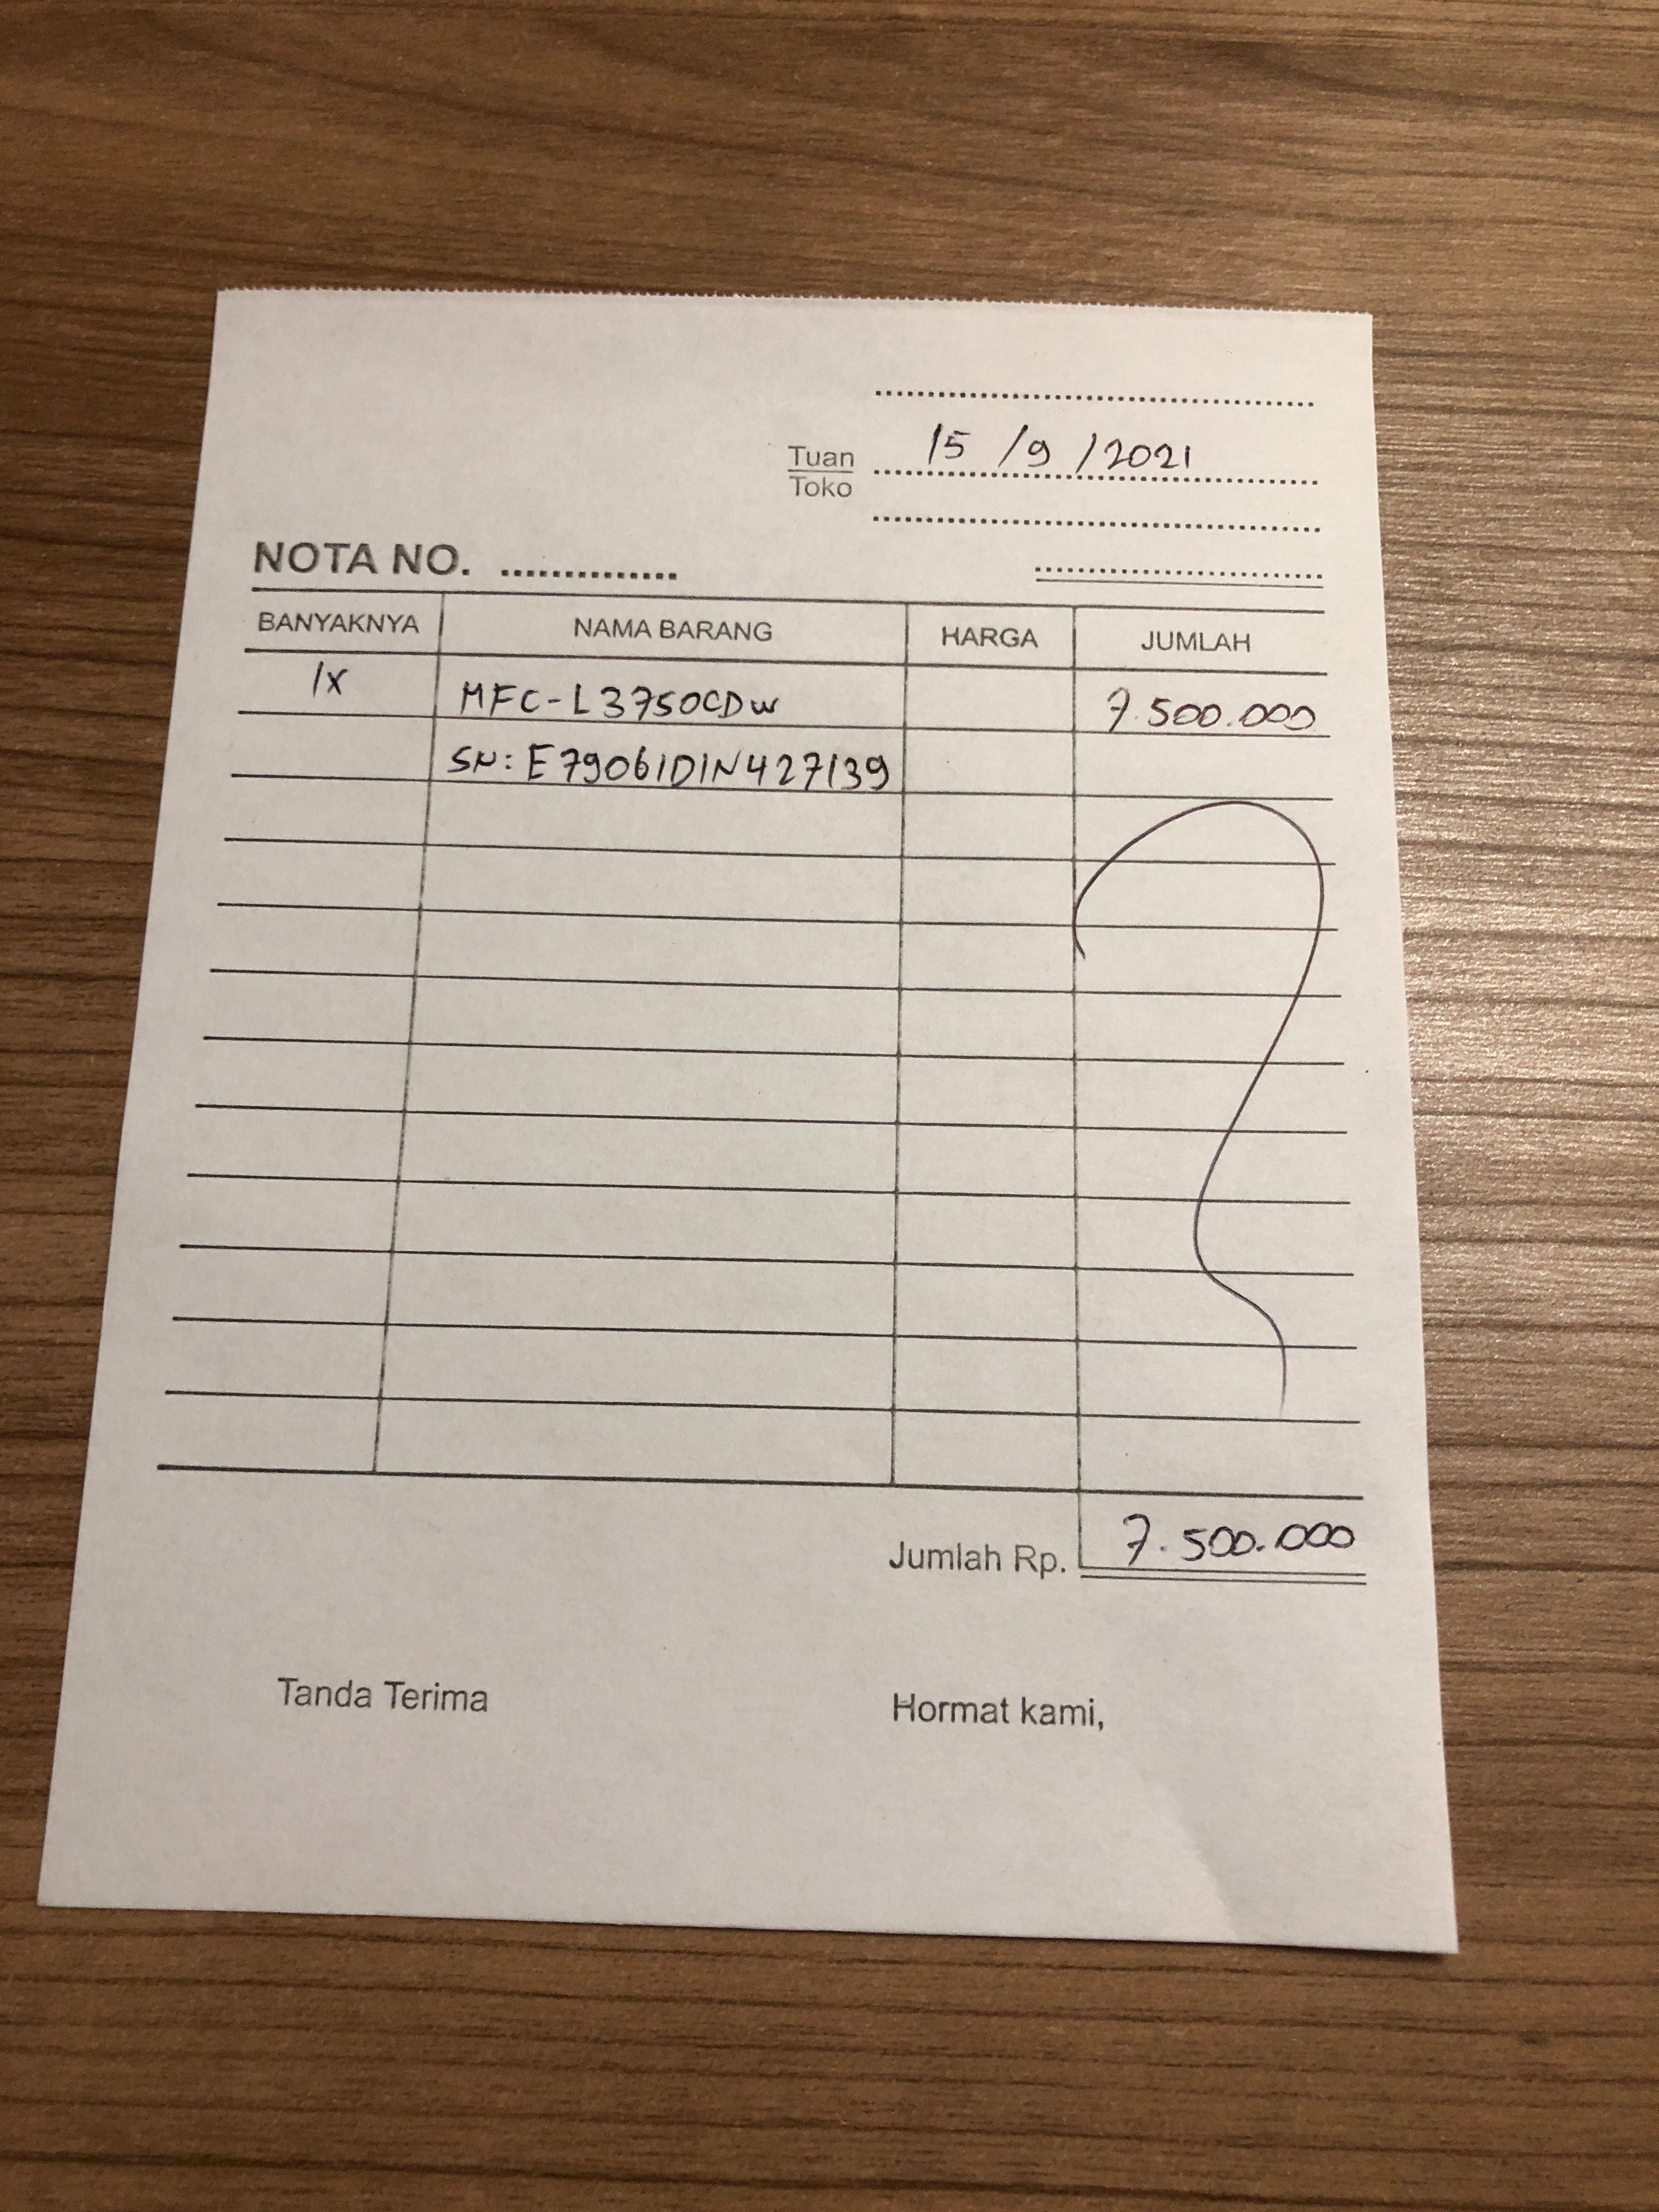 15/9/2021
Tuan
Toko
NOTA NO.
BANYAKNYA NAMA BARANG HARGA JUMLAH
1x MFC-L3750CDW 7.500.000
SN: E79061D1N427139
Jumlah Rp. 7.500.000
Tanda Terima Hormat kami,